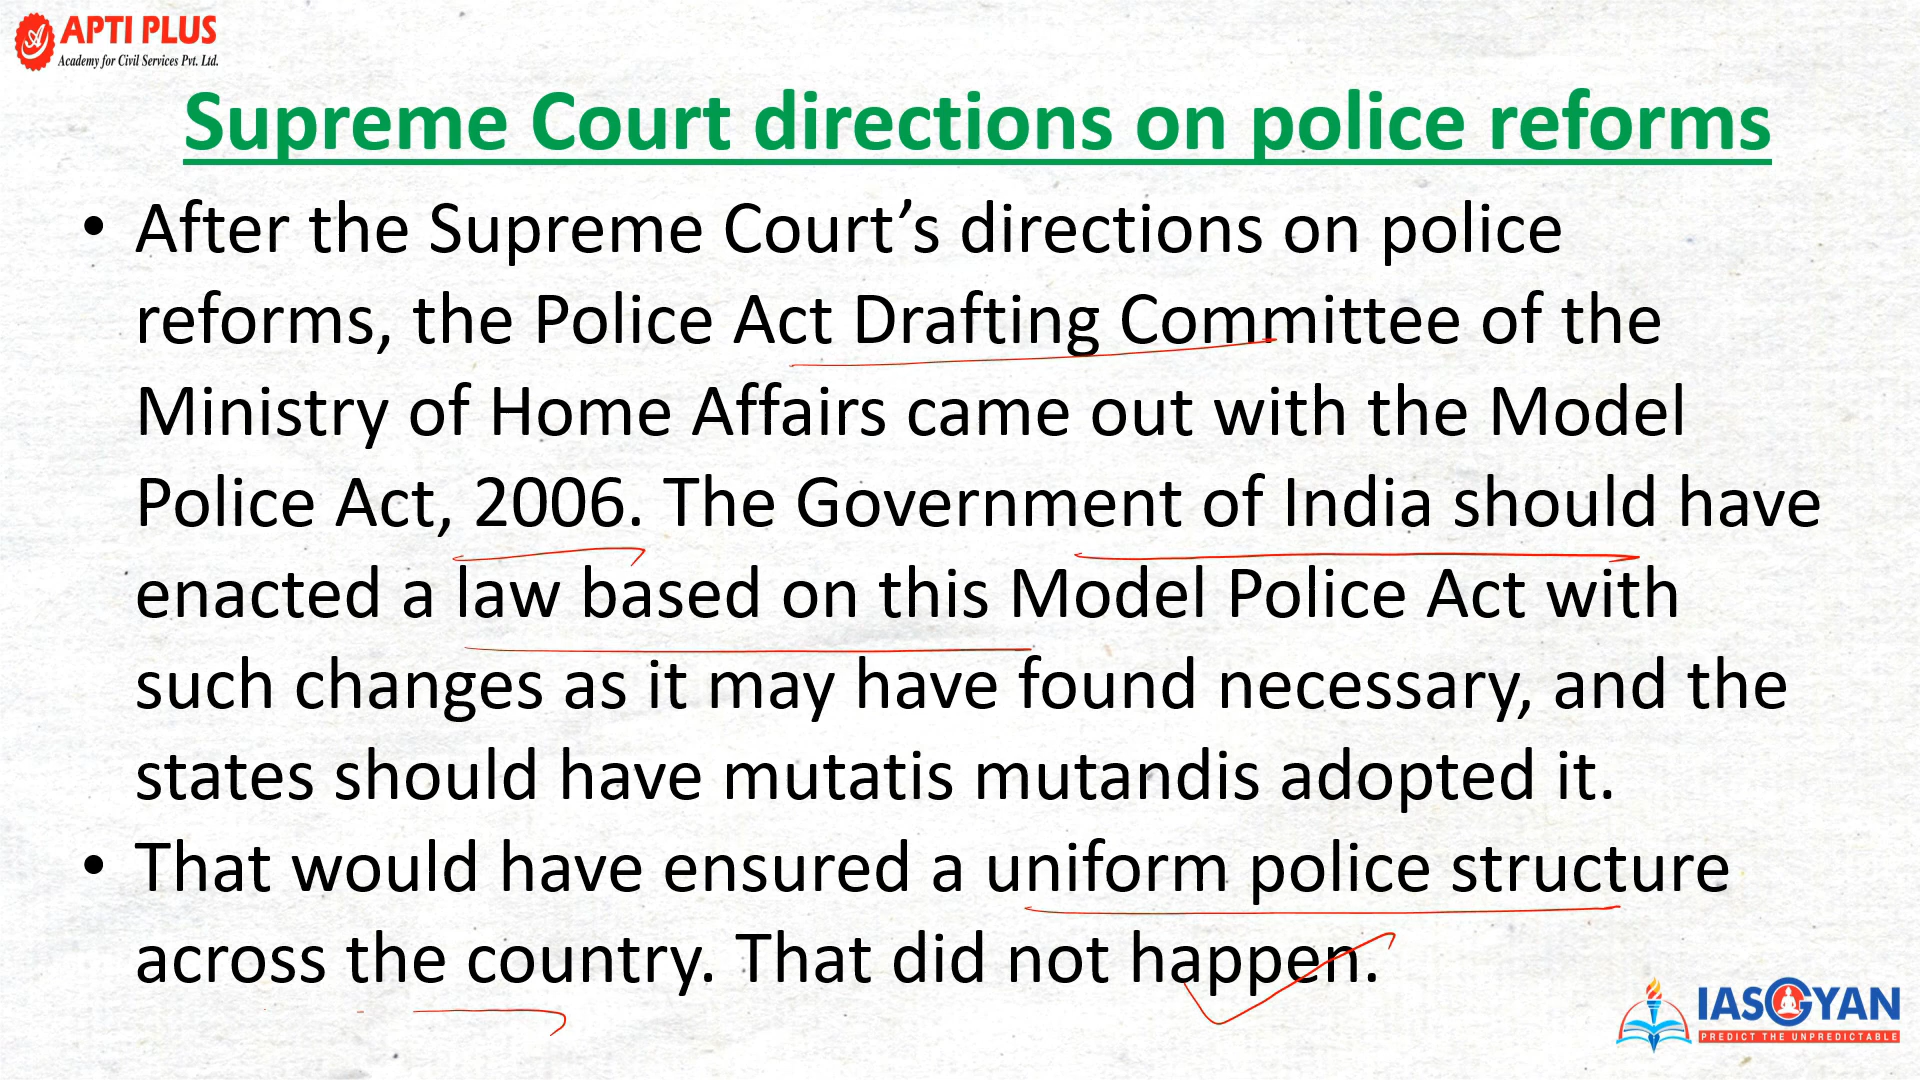 APTI PLUS
Academy for Civil Services Pvt. Ltd.
Supreme Court directions on police reforms
• After the Supreme Court’s directions on police
reforms, the Police Act Drafting Committee of the
Ministry of Home Affairs came out with the Model
Police Act, 2006. The Government of India should have
enacted a law based on this Model Police Act with
such changes as it may have found necessary, and the
states should have mutatis mutandis adopted it.
• That would have ensured a uniform police structure
across the country. That did not happen.
IASGYAN
PREDICT THE UNPREDICTABLE